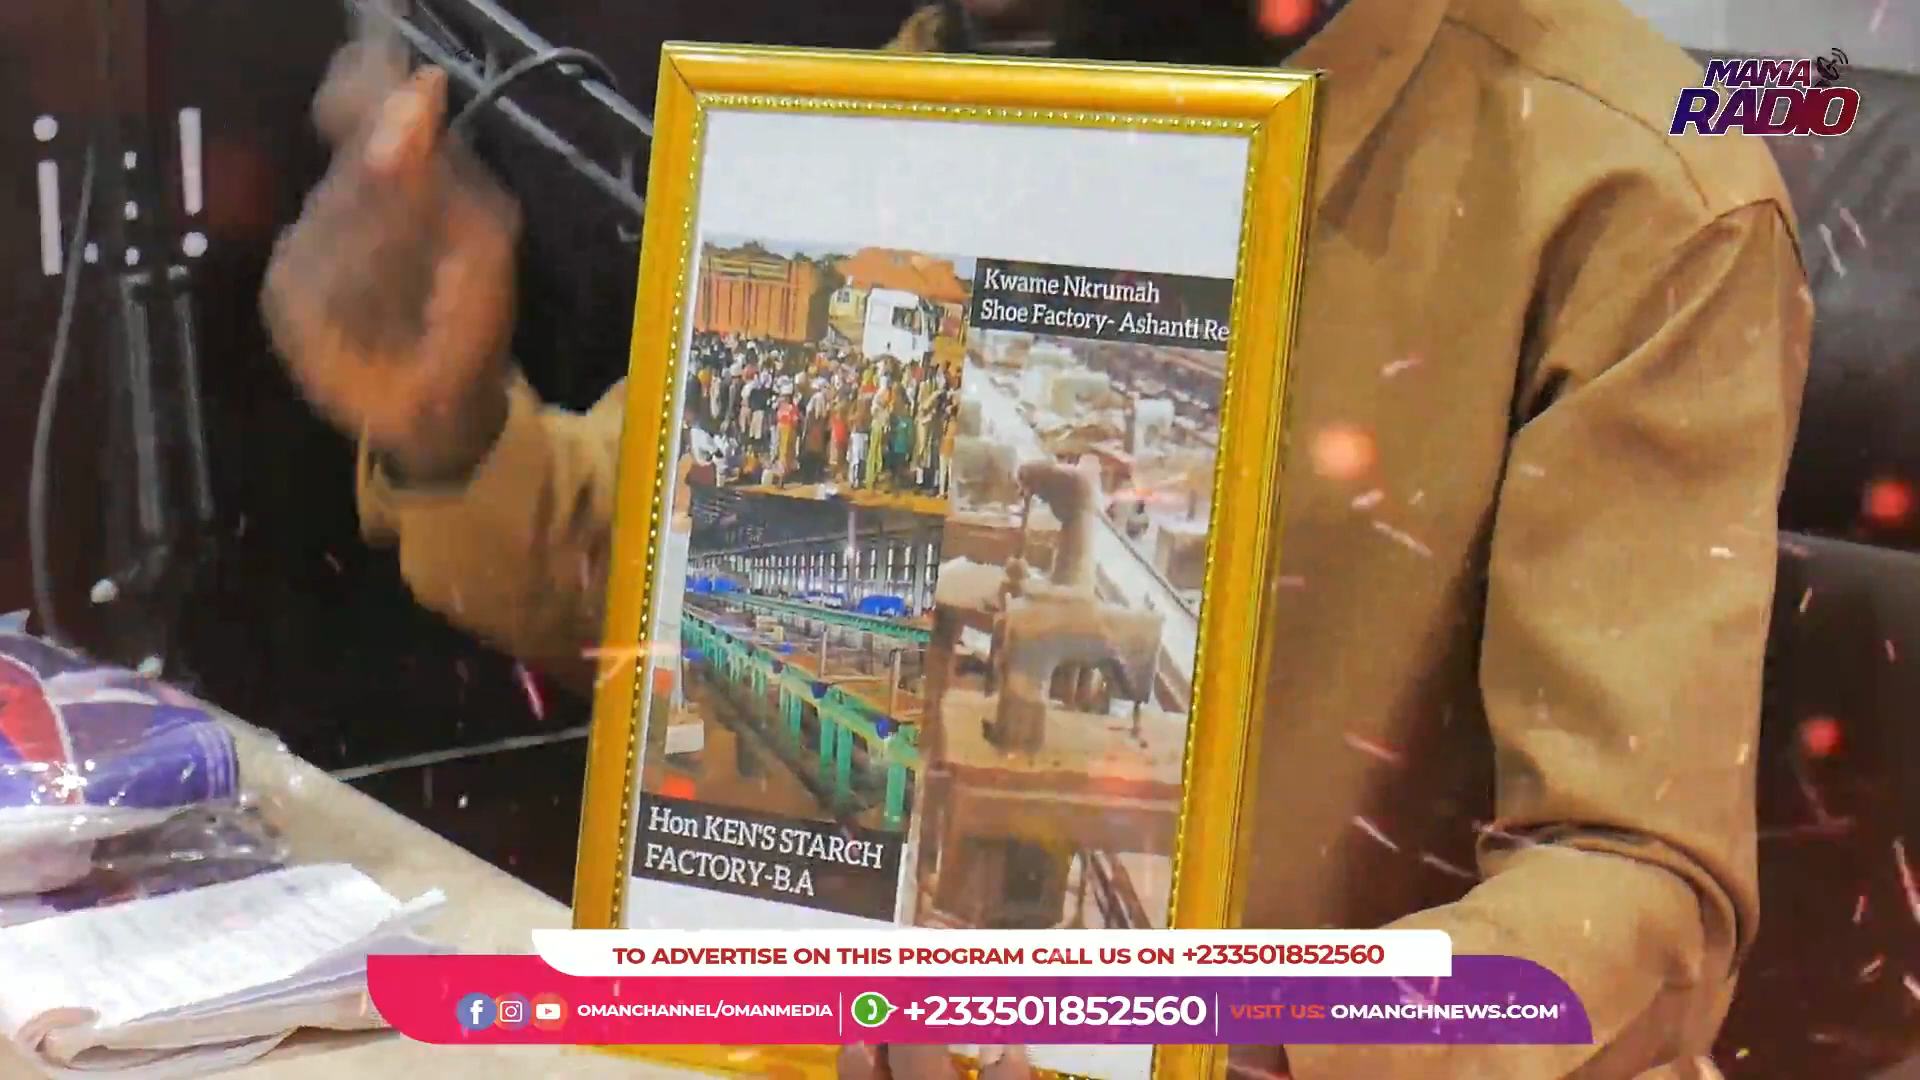 MAMA
RADIO
Kwame Nkrumah
Shoe Factory- Ashanti Re
Hon KEN'S STARCH
FACTORY-B.A
TO ADVERTISE ON THIS PROGRAM CALL US ON +233501852560
OMANCHANNEL/OMANMEDIA
+233501852560
VISIT US: OMANGHNEWS.COM